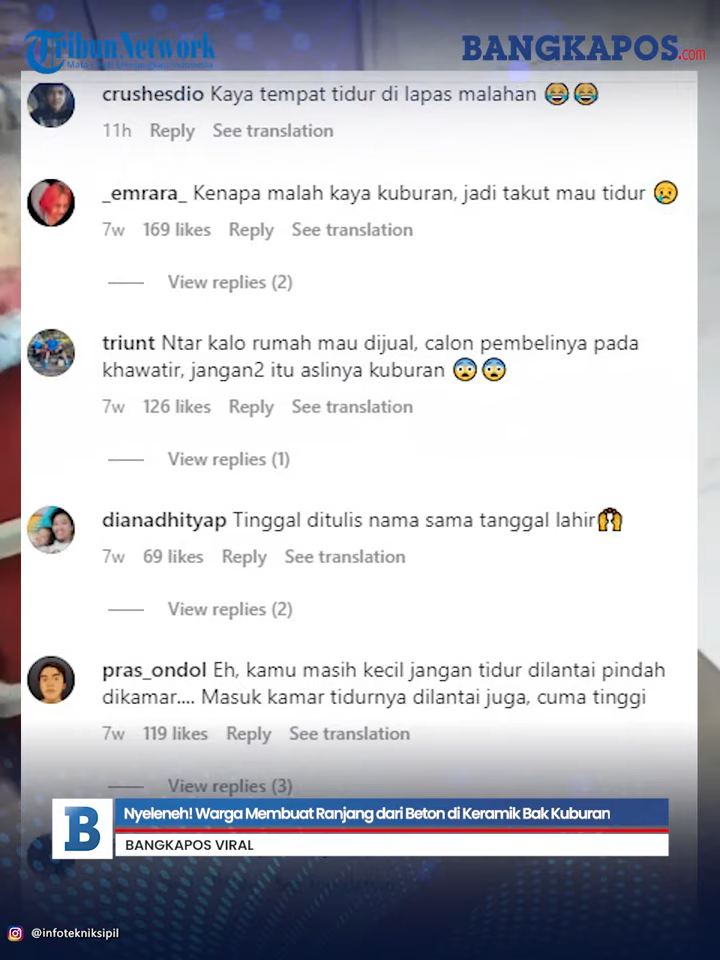 Tribun Network
BANGKAPOS.com
crushesdio Kaya tempat tidur di lapas malahan 😂😂
11h Reply See translation
_emrara_ Kenapa malah kaya kuburan, jadi takut mau tidur 😥
7w 169 likes Reply See translation
View replies (2)
triunt Ntar kalo rumah mau dijual, calon pembelinya pada
khawatir, jangan2 itu aslinya kuburan 😨😨
7w 126 likes Reply See translation
View replies (1)
dianadhityap Tinggal ditulis nama sama tanggal lahir🙌
7w 69 likes Reply See translation
View replies (2)
pras_ondol Eh, kamu masih kecil jangan tidur dilantai pindah
dikamar.... Masuk kamar tidurnya dilantai juga, cuma tinggi
7w 119 likes Reply See translation
View replies (3)
B
Nyeleneh! Warga Membuat Ranjang dari Beton di Keramik Bak Kuburan
BANGKAPOS VIRAL
@infotekniksipil